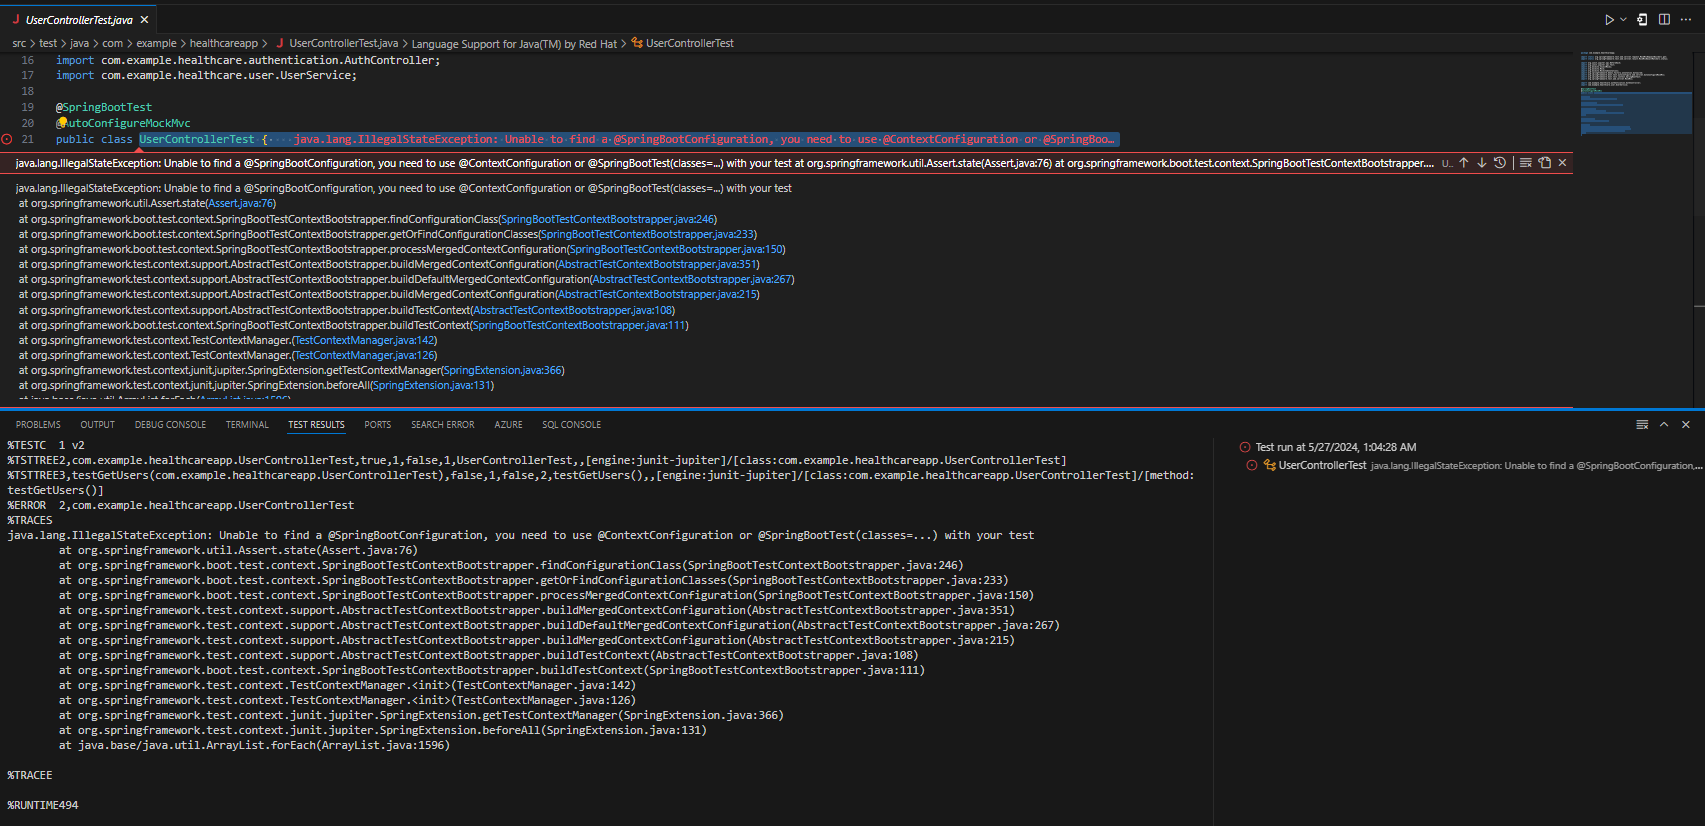 UserControllerTest.java
src > test > java > com > example > healthcareapp > UserControllerTest.java > Language Support for Java(TM) by Red Hat > UserControllerTest
16 import com.example.healthcare.authentication.AuthController;
17 import com.example.healthcare.user.UserService;
18
19 @SpringBootTest
20 @AutoConfigureMockMvc
21 public class UserControllerTest { java.lang.IllegalStateException: Unable to find a @SpringBootConfiguration, you need to use @ContextConfiguration or @SpringBoo…
java.lang.IllegalStateException: Unable to find a @SpringBootConfiguration, you need to use @ContextConfiguration or @SpringBootTest(classes=...) with your test at org.springframework.util.Assert.state(Assert.java:76) at org.springframework.boot.test.context.SpringBootTestContextBootstrapper.... U...
java.lang.IllegalStateException: Unable to find a @SpringBootConfiguration, you need to use @ContextConfiguration or @SpringBootTest(classes=...) with your test
at org.springframework.util.Assert.state(Assert.java:76)
at org.springframework.boot.test.context.SpringBootTestContextBootstrapper.findConfigurationClass(SpringBootTestContextBootstrapper.java:246)
at org.springframework.boot.test.context.SpringBootTestContextBootstrapper.getOrFindConfigurationClasses(SpringBootTestContextBootstrapper.java:233)
at org.springframework.boot.test.context.SpringBootTestContextBootstrapper.processMergedContextConfiguration(SpringBootTestContextBootstrapper.java:150)
at org.springframework.test.context.support.AbstractTestContextBootstrapper.buildMergedContextConfiguration(AbstractTestContextBootstrapper.java:351)
at org.springframework.test.context.support.AbstractTestContextBootstrapper.buildDefaultMergedContextConfiguration(AbstractTestContextBootstrapper.java:267)
at org.springframework.test.context.support.AbstractTestContextBootstrapper.buildMergedContextConfiguration(AbstractTestContextBootstrapper.java:215)
at org.springframework.test.context.support.AbstractTestContextBootstrapper.buildTestContext(AbstractTestContextBootstrapper.java:108)
at org.springframework.boot.test.context.SpringBootTestContextBootstrapper.buildTestContext(SpringBootTestContextBootstrapper.java:111)
at org.springframework.test.context.TestContextManager.(TestContextManager.java:142)
at org.springframework.test.context.TestContextManager.(TestContextManager.java:126)
at org.springframework.test.context.junit.jupiter.SpringExtension.getTestContextManager(SpringExtension.java:366)
at org.springframework.test.context.junit.jupiter.SpringExtension.beforeAll(SpringExtension.java:131)
at java.base/java.util.ArrayList.forEach(ArrayList.java:1596)
PROBLEMS OUTPUT DEBUG CONSOLE TERMINAL TEST RESULTS PORTS SEARCH ERROR AZURE SQL CONSOLE
%TESTC 1 v2
%TSTTREE2,com.example.healthcareapp.UserControllerTest,true,1,false,1,UserControllerTest,,[engine:junit-jupiter]/[class:com.example.healthcareapp.UserControllerTest]
%TSTTREE3,testGetUsers(com.example.healthcareapp.UserControllerTest),false,1,false,2,testGetUsers(),,[engine:junit-jupiter]/[class:com.example.healthcareapp.UserControllerTest]/[method:
testGetUsers()]
%ERROR 2,com.example.healthcareapp.UserControllerTest
%TRACES
java.lang.IllegalStateException: Unable to find a @SpringBootConfiguration, you need to use @ContextConfiguration or @SpringBootTest(classes=...) with your test
at org.springframework.util.Assert.state(Assert.java:76)
at org.springframework.boot.test.context.SpringBootTestContextBootstrapper.findConfigurationClass(SpringBootTestContextBootstrapper.java:246)
at org.springframework.boot.test.context.SpringBootTestContextBootstrapper.getOrFindConfigurationClasses(SpringBootTestContextBootstrapper.java:233)
at org.springframework.boot.test.context.SpringBootTestContextBootstrapper.processMergedContextConfiguration(SpringBootTestContextBootstrapper.java:150)
at org.springframework.test.context.support.AbstractTestContextBootstrapper.buildMergedContextConfiguration(AbstractTestContextBootstrapper.java:351)
at org.springframework.test.context.support.AbstractTestContextBootstrapper.buildDefaultMergedContextConfiguration(AbstractTestContextBootstrapper.java:267)
at org.springframework.test.context.support.AbstractTestContextBootstrapper.buildMergedContextConfiguration(AbstractTestContextBootstrapper.java:215)
at org.springframework.test.context.support.AbstractTestContextBootstrapper.buildTestContext(AbstractTestContextBootstrapper.java:108)
at org.springframework.boot.test.context.SpringBootTestContextBootstrapper.buildTestContext(SpringBootTestContextBootstrapper.java:111)
at org.springframework.test.context.TestContextManager.<init>(TestContextManager.java:142)
at org.springframework.test.context.TestContextManager.<init>(TestContextManager.java:126)
at org.springframework.test.context.junit.jupiter.SpringExtension.getTestContextManager(SpringExtension.java:366)
at org.springframework.test.context.junit.jupiter.SpringExtension.beforeAll(SpringExtension.java:131)
at java.base/java.util.ArrayList.forEach(ArrayList.java:1596)
%TRACEE
%RUNTIME494
Test run at 5/27/2024, 1:04:28 AM
UserControllerTest java.lang.IllegalStateException: Unable to find a @SpringBootConfiguration,...